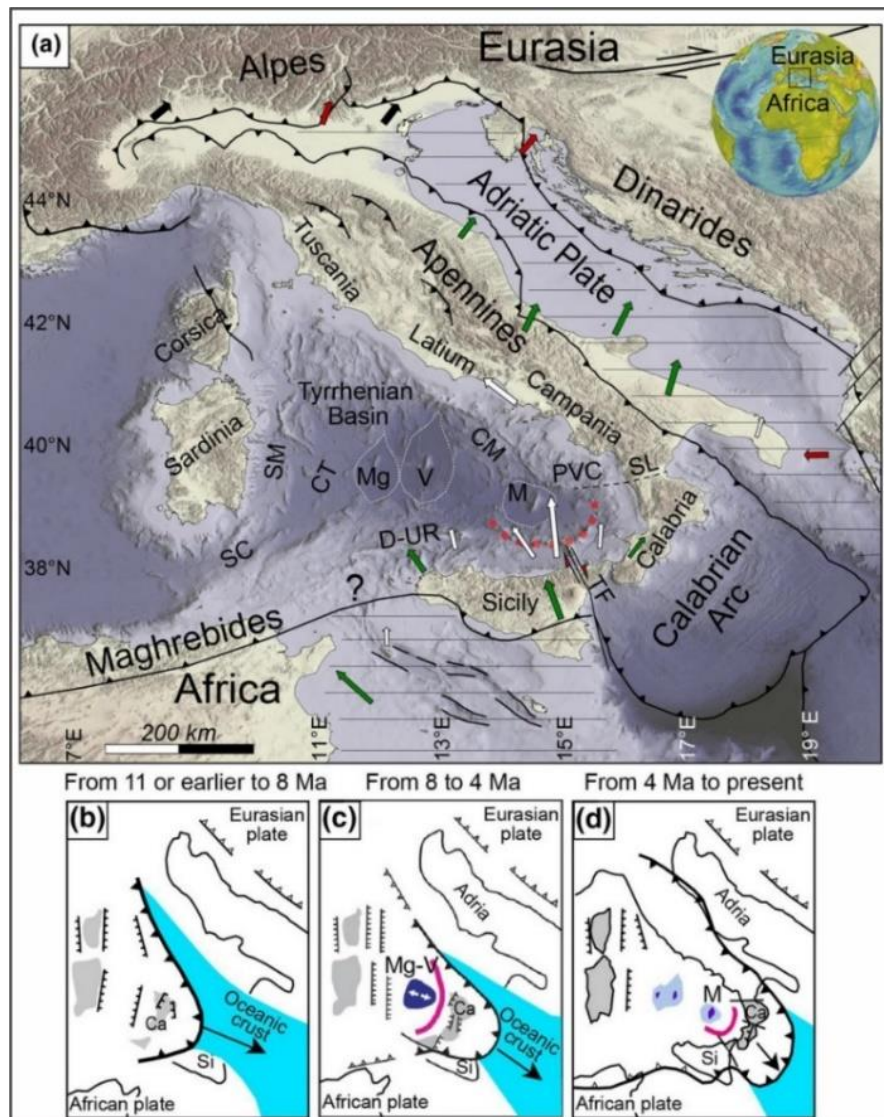 (a)
Eurasia
Eurasia
Africa
Alpes
Dinarides
Adriatic Plate
44°N
Tuscania
Apennines
42°N
Corsica
Latium
Campania
Tyrrhenian
Basin
40°N
Sardinia
SM
CT
Mg
V
CM
PVC
SL
M
D-UR
Calabria
38°N
SC
?
Sicily
TF
Calabrian
Arc
Maghrebides
Africa
200 km
7°E
11°E
13°E
15°E
17°E
19°E
From 11 or earlier to 8 Ma
From 8 to 4 Ma
From 4 Ma to present
(b)
Eurasian
plate
Ca
Oceanic
crust
Si
African plate
(c)
Eurasian
plate
Adria
Mg-V
Ca
Oceanic
crust
Si
African plate
(d)
Eurasian
plate
Adria
M
Ca
Si
African plate